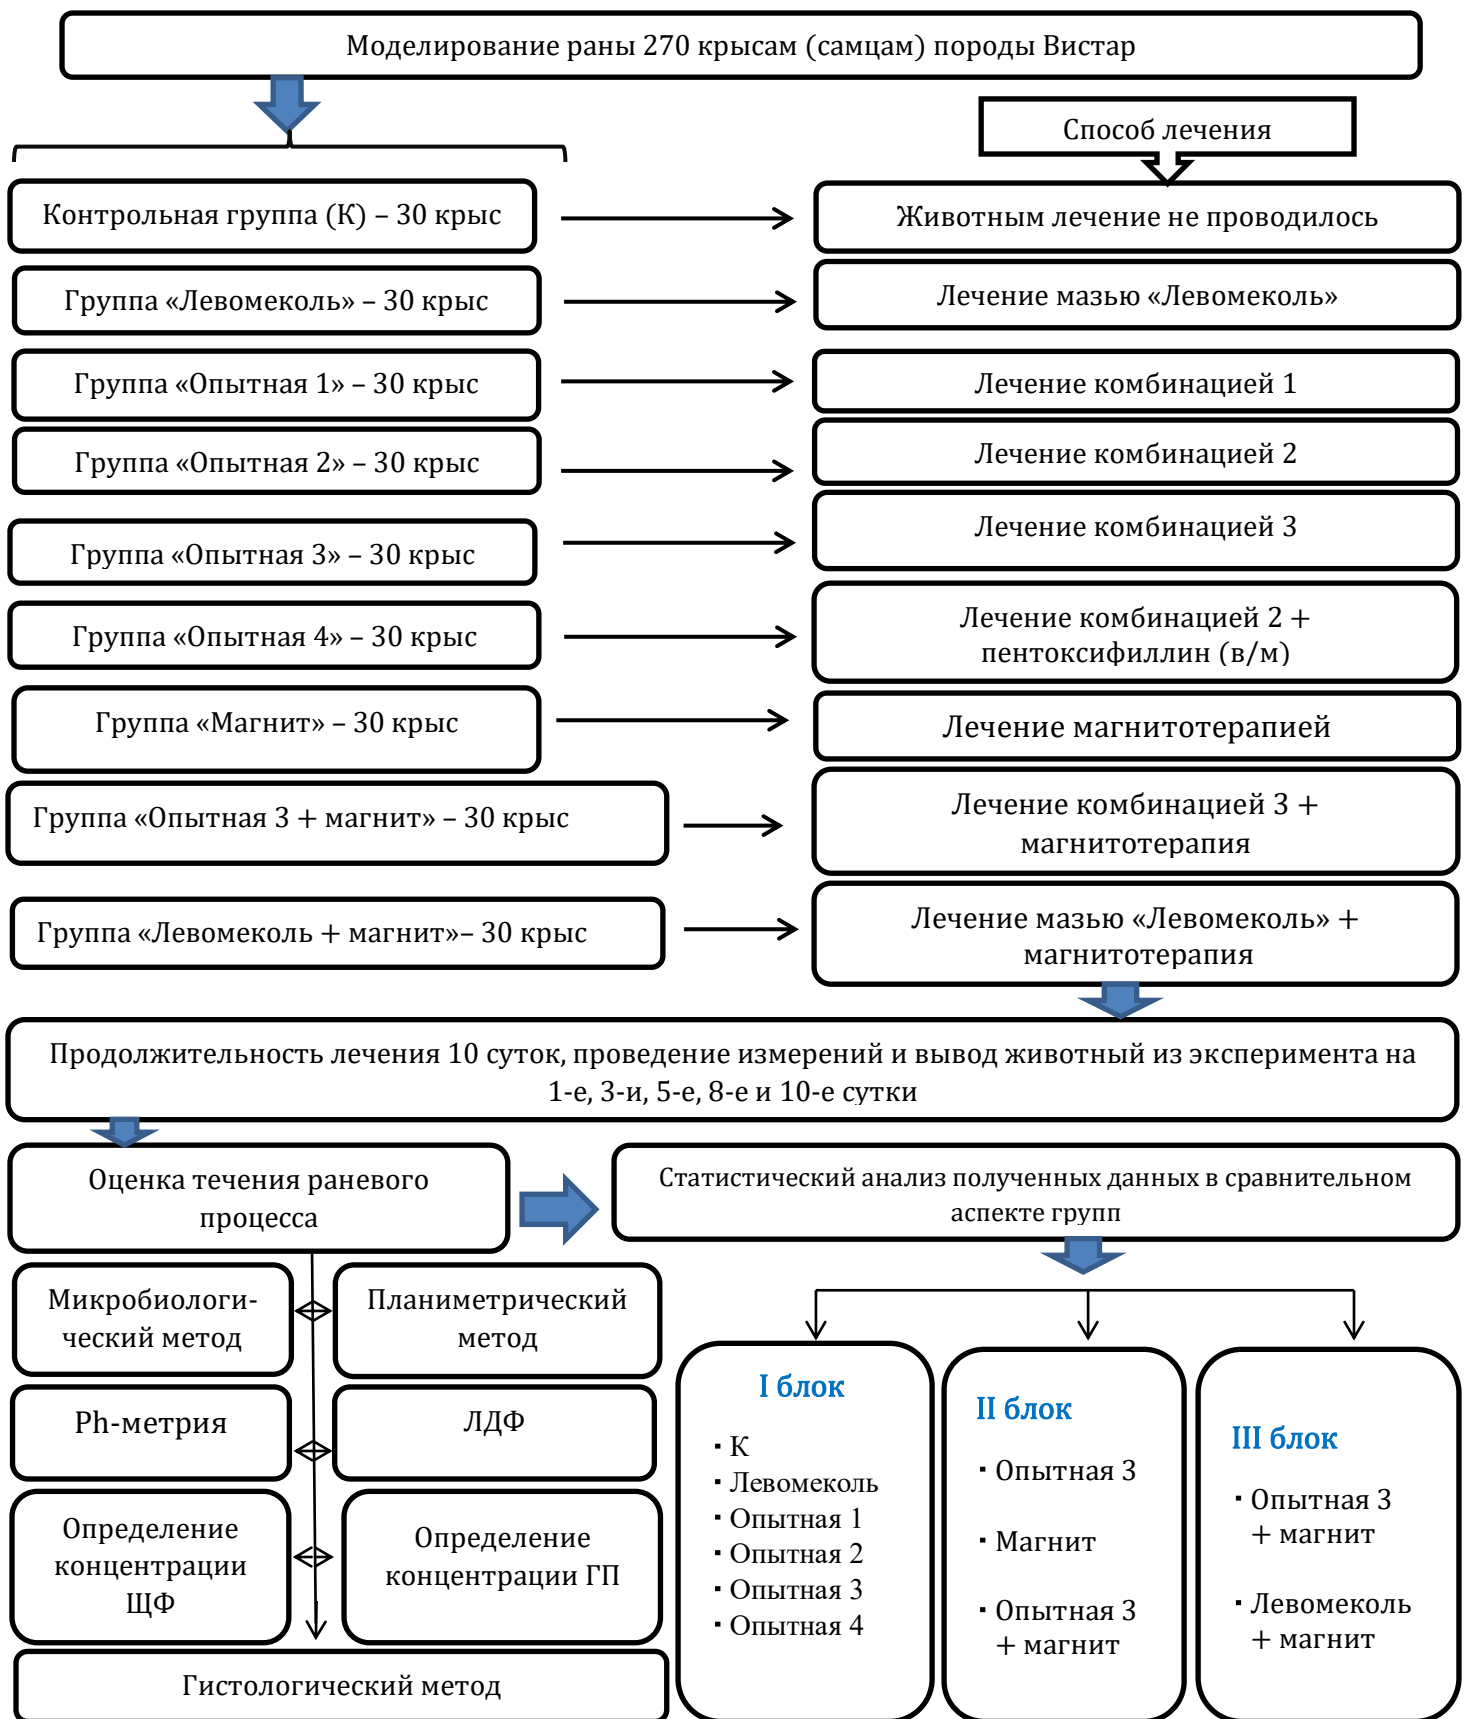 Моделирование раны 270 крысам (самцам) породы Вистар
Способ лечения
Контрольная группа (К) – 30 крыс
Животным лечение не проводилось
Группа «Левомеколь» – 30 крыс
Лечение мазью «Левомеколь»
Группа «Опытная 1» – 30 крыс
Лечение комбинацией 1
Группа «Опытная 2» – 30 крыс
Лечение комбинацией 2
Группа «Опытная 3» – 30 крыс
Лечение комбинацией 3
Группа «Опытная 4» – 30 крыс
Лечение комбинацией 2 +
пентоксифиллин (в/м)
Группа «Магнит» – 30 крыс
Лечение магнитотерапией
Группа «Опытная 3 + магнит» – 30 крыс
Лечение комбинацией 3 +
магнитотерапия
Группа «Левомеколь + магнит»– 30 крыс
Лечение мазью «Левомеколь» +
магнитотерапия
Продолжительность лечения 10 суток, проведение измерений и вывод животный из эксперимента на
1-е, 3-и, 5-е, 8-е и 10-е сутки
Оценка течения раневого
процесса
Статистический анализ полученных данных в сравнительном
аспекте групп
Микробиологи-
ческий метод
Планиметрический
метод
Ph-метрия
ЛДФ
Определение
концентрации
ЩФ
Определение
концентрации ГП
Гистологический метод
I блок
▪ К
▪ Левомеколь
▪ Опытная 1
▪ Опытная 2
▪ Опытная 3
▪ Опытная 4
II блок
▪ Опытная 3
▪ Магнит
▪ Опытная 3
+ магнит
III блок
▪ Опытная 3
+ магнит
▪ Левомеколь
+ магнит